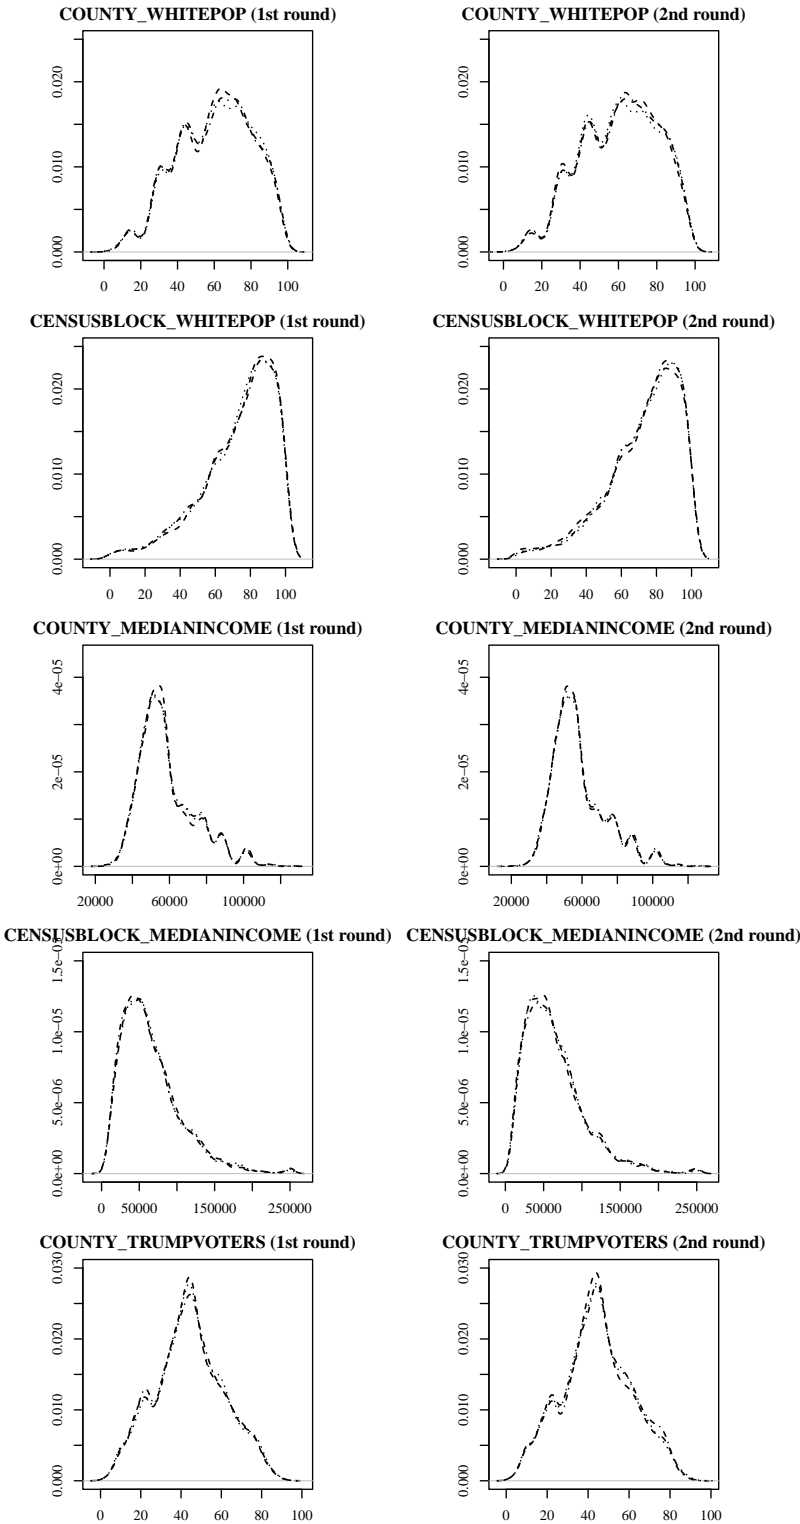 COUNTY_WHITEPOP (1st round) COUNTY_WHITEPOP (2nd round)
0.020 0.020
0.010 0.010
0.000 0.000
0 20 40 60 80 100 0 20 40 60 80 100
CENSUSBLOCK_WHITEPOP (1st round) CENSUSBLOCK_WHITEPOP (2nd round)
0.020 0.020
0.010 0.010
0.000 0.000
0 20 40 60 80 100 0 20 40 60 80 100
COUNTY_MEDIANINCOME (1st round) COUNTY_MEDIANINCOME (2nd round)
4e−05 4e−05
2e−05 2e−05
0e+00 0e+00
20000 60000 100000 20000 60000 100000
CENSUSBLOCK_MEDIANINCOME (1st round) CENSUSBLOCK_MEDIANINCOME (2nd round)
1.5e−05 1.5e−05
1.0e−05 1.0e−05
5.0e−06 5.0e−06
0.0e+00 0.0e+00
0 50000 150000 250000 0 50000 150000 250000
COUNTY_TRUMPVOTERS (1st round) COUNTY_TRUMPVOTERS (2nd round)
0.030 0.030
0.020 0.020
0.010 0.010
0.000 0.000
0 20 40 60 80 100 0 20 40 60 80 100